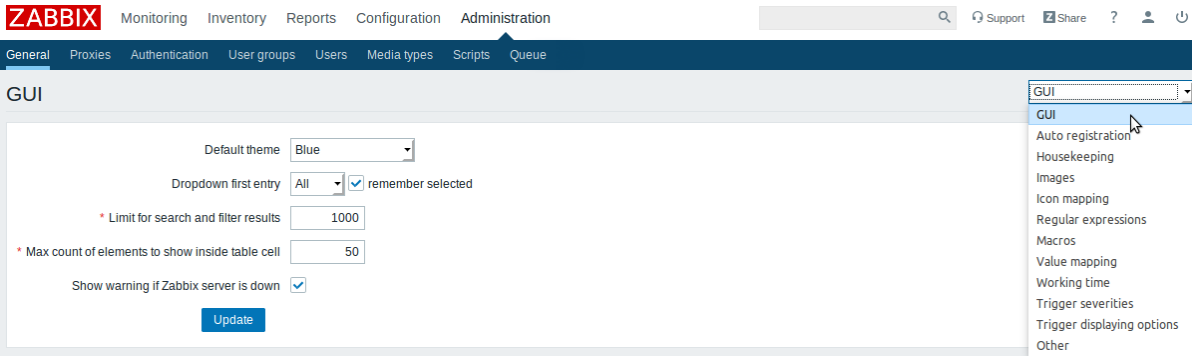 ZABBIX Monitoring Inventory Reports Configuration Administration Support Z Share ?
General Proxies Authentication User groups Users Media types Scripts Queue
GUI GUI
GUI
Auto registration
Housekeeping
Images
Icon mapping
Regular expressions
Macros
Value mapping
Working time
Trigger severities
Trigger displaying options
Other
Default theme Blue
Dropdown first entry All remember selected
* Limit for search and filter results 1000
* Max count of elements to show inside table cell 50
Show warning if Zabbix server is down
Update